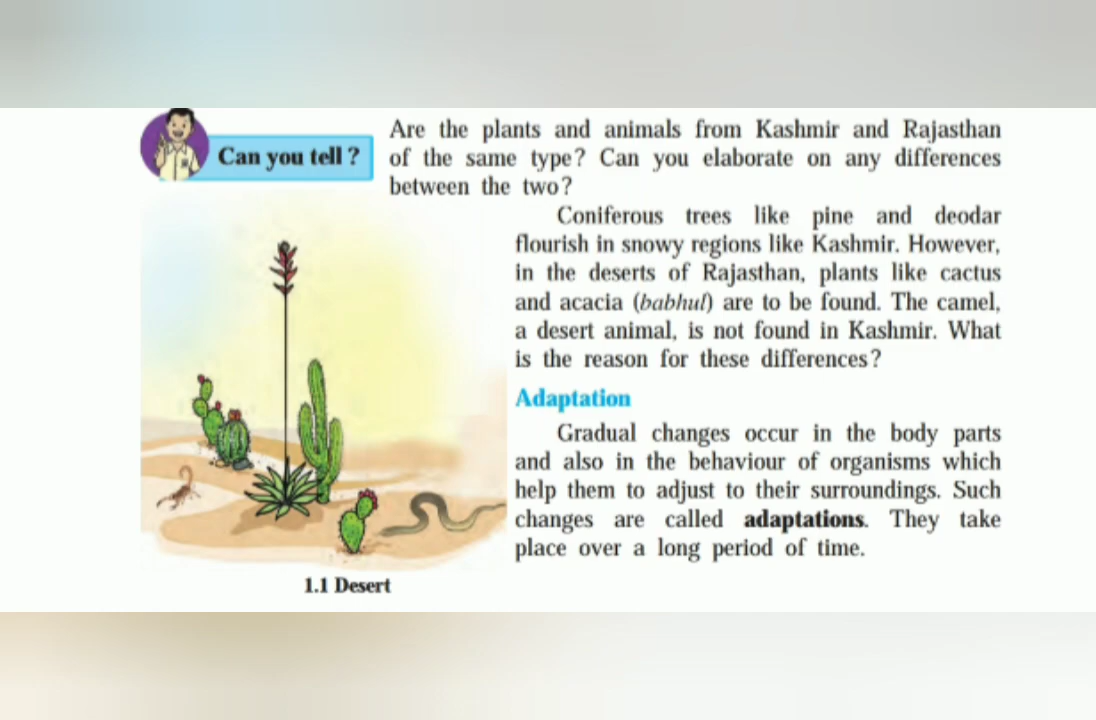 Can you tell ?
Are the plants and animals from Kashmir and Rajasthan
of the same type? Can you elaborate on any differences
between the two?
Coniferous trees like pine and deodar
flourish in snowy regions like Kashmir. However,
in the deserts of Rajasthan, plants like cactus
and acacia (babhul) are to be found. The camel,
a desert animal, is not found in Kashmir. What
is the reason for these differences?
Adaptation
Gradual changes occur in the body parts
and also in the behaviour of organisms which
help them to adjust to their surroundings. Such
changes are called adaptations. They take
place over a long period of time.
1.1 Desert